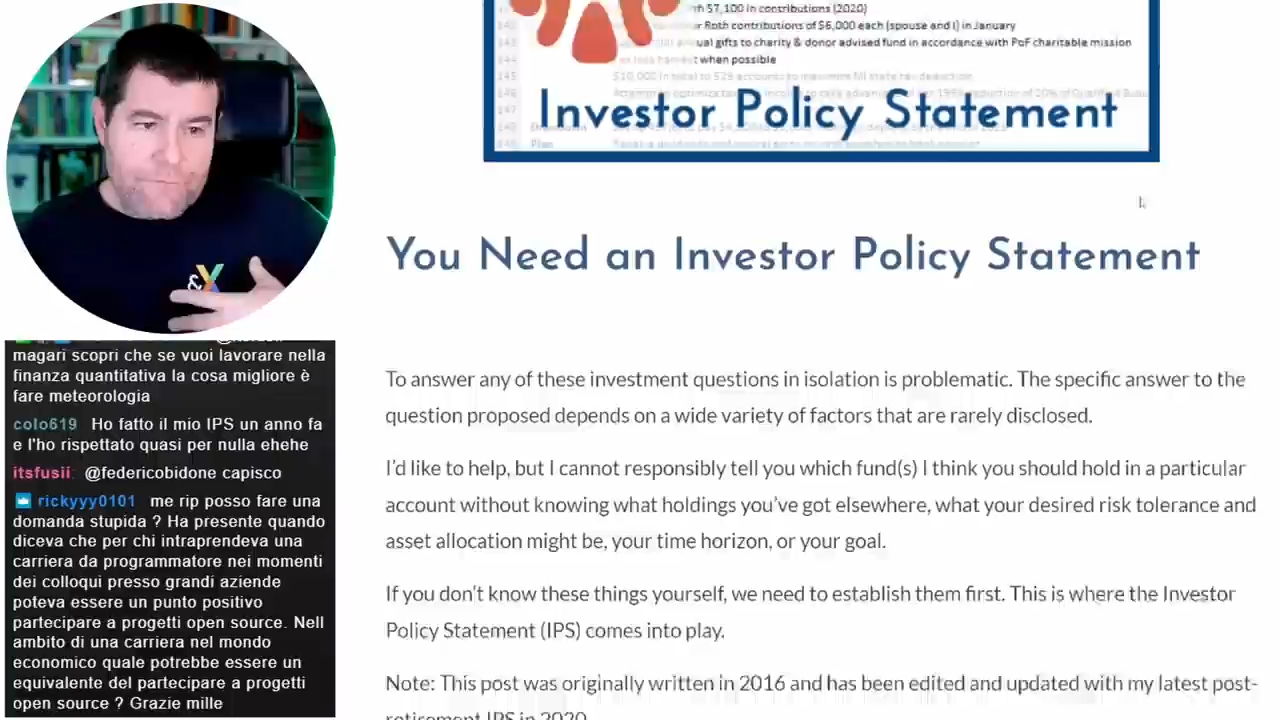 h $7,100 in contributions (2020)
r Roth contributions of $6,000 each (spouse and I) in January
ual gifts to charity & donor advised fund in accordance with PoF charitable mission
when possible
$10,000 in total to 529 accounts to maximize MI state tax deduction
Investor Policy Statement
You Need an Investor Policy Statement
To answer any of these investment questions in isolation is problematic. The specific answer to the
question proposed depends on a wide variety of factors that are rarely disclosed.
I'd like to help, but I cannot responsibly tell you which fund(s) I think you should hold in a particular
account without knowing what holdings you've got elsewhere, what your desired risk tolerance and
asset allocation might be, your time horizon, or your goal.
If you don't know these things yourself, we need to establish them first. This is where the Investor
Policy Statement (IPS) comes into play.
Note: This post was originally written in 2016 and has been edited and updated with my latest post-
retirement IPS in 2020
&X
magari scopri che se vuoi lavorare nella
finanza quantitativa la cosa migliore è
fare meteorologia
colo619 Ho fatto il mio IPS un anno fa
e l'ho rispettato quasi per nulla ehehe
itsfusii: @federicobidone capisco
rickyyy0101 me rip posso fare una
domanda stupida ? Ha presente quando
diceva che per chi intraprendeva una
carriera da programmatore nei momenti
dei colloqui presso grandi aziende
poteva essere un punto positivo
partecipare a progetti open source. Nell
ambito di una carriera nel mondo
economico quale potrebbe essere un
equivalente del partecipare a progetti
open source ? Grazie mille